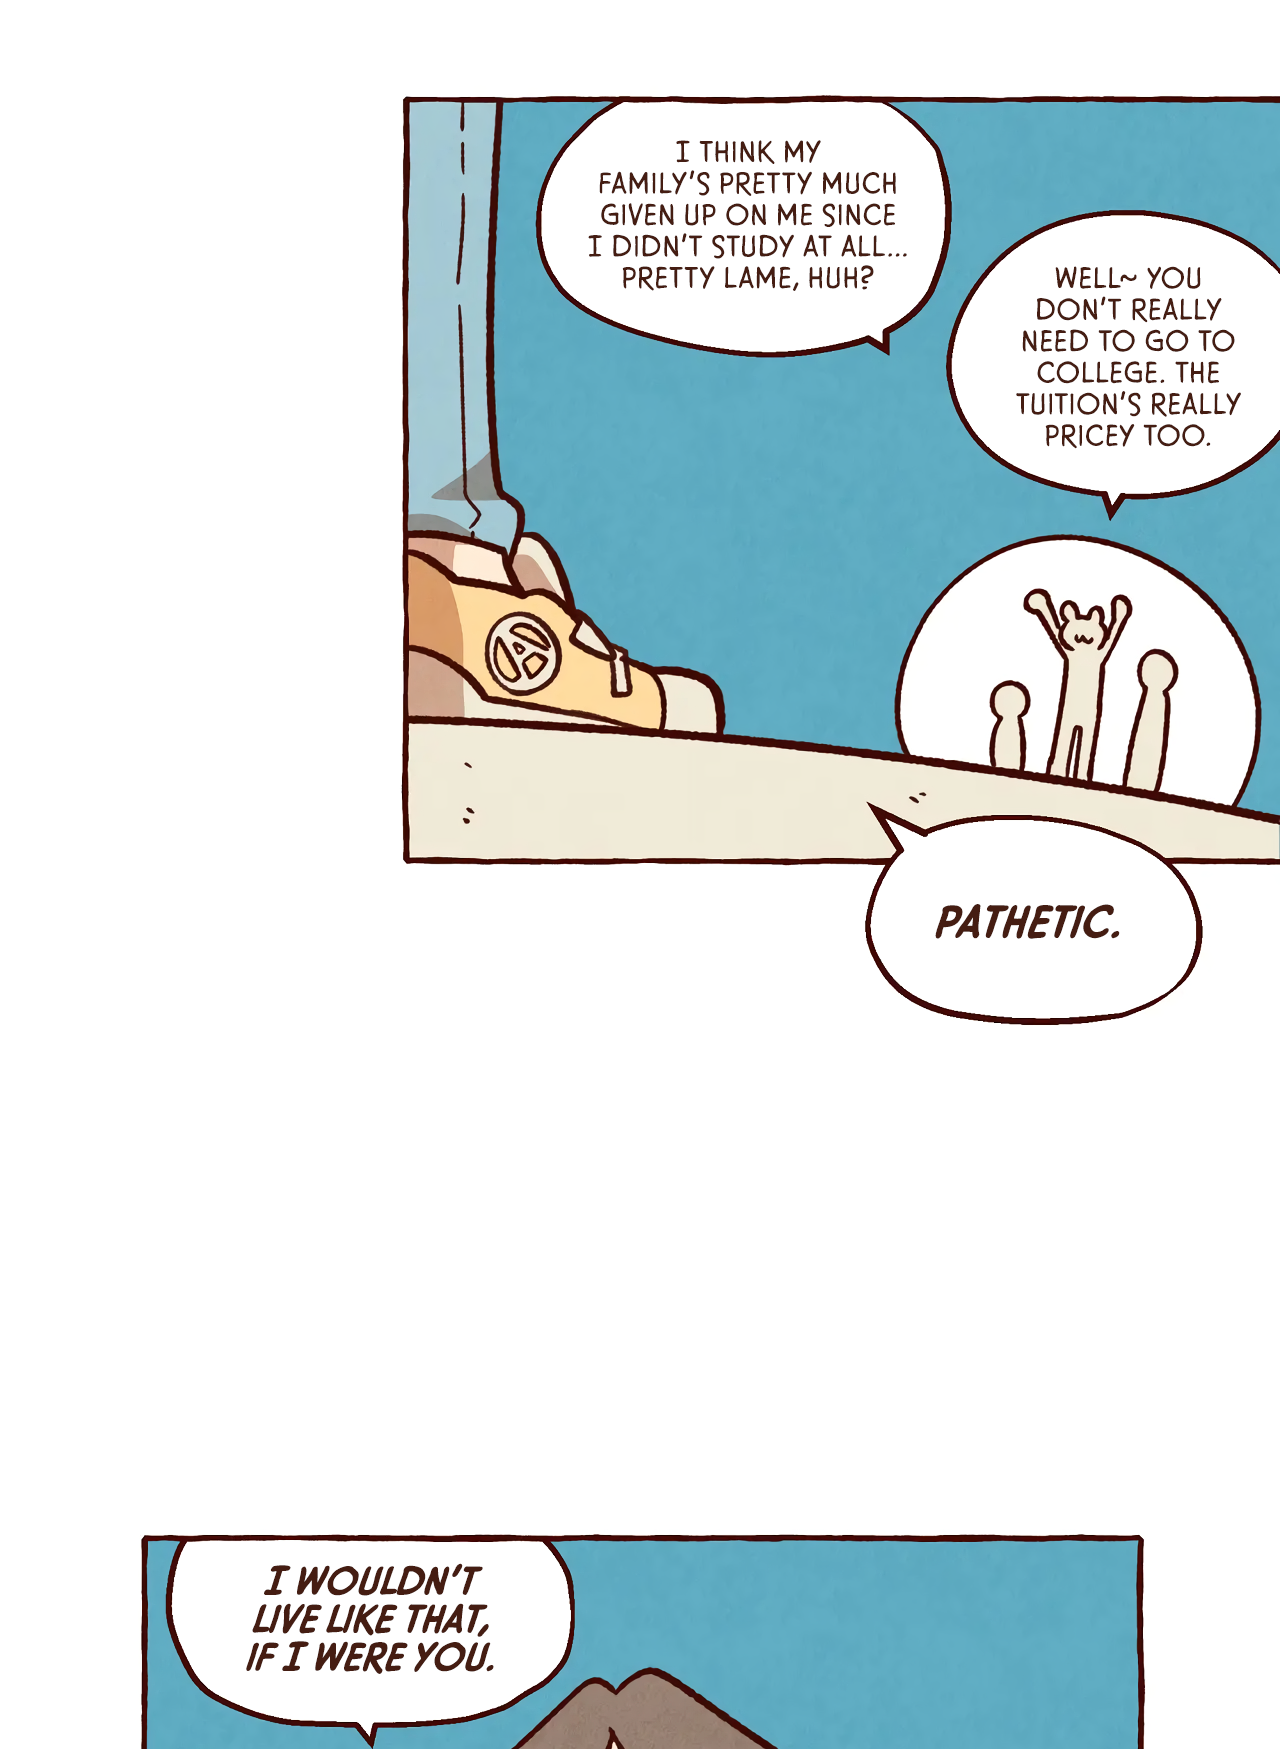 I THINK MY
FAMILY'S PRETTY MUCH
GIVEN UP ON ME SINCE
I DIDN'T STUDY AT ALL...
PRETTY LAME, HUH?
WELL~ YOU
DON'T REALLY
NEED TO GO TO
COLLEGE. THE
TUITION'S REALLY
PRICEY TOO.
A
PATHETIC.
I WOULDN'T
LIVE LIKE THAT,
IF I WERE YOU.